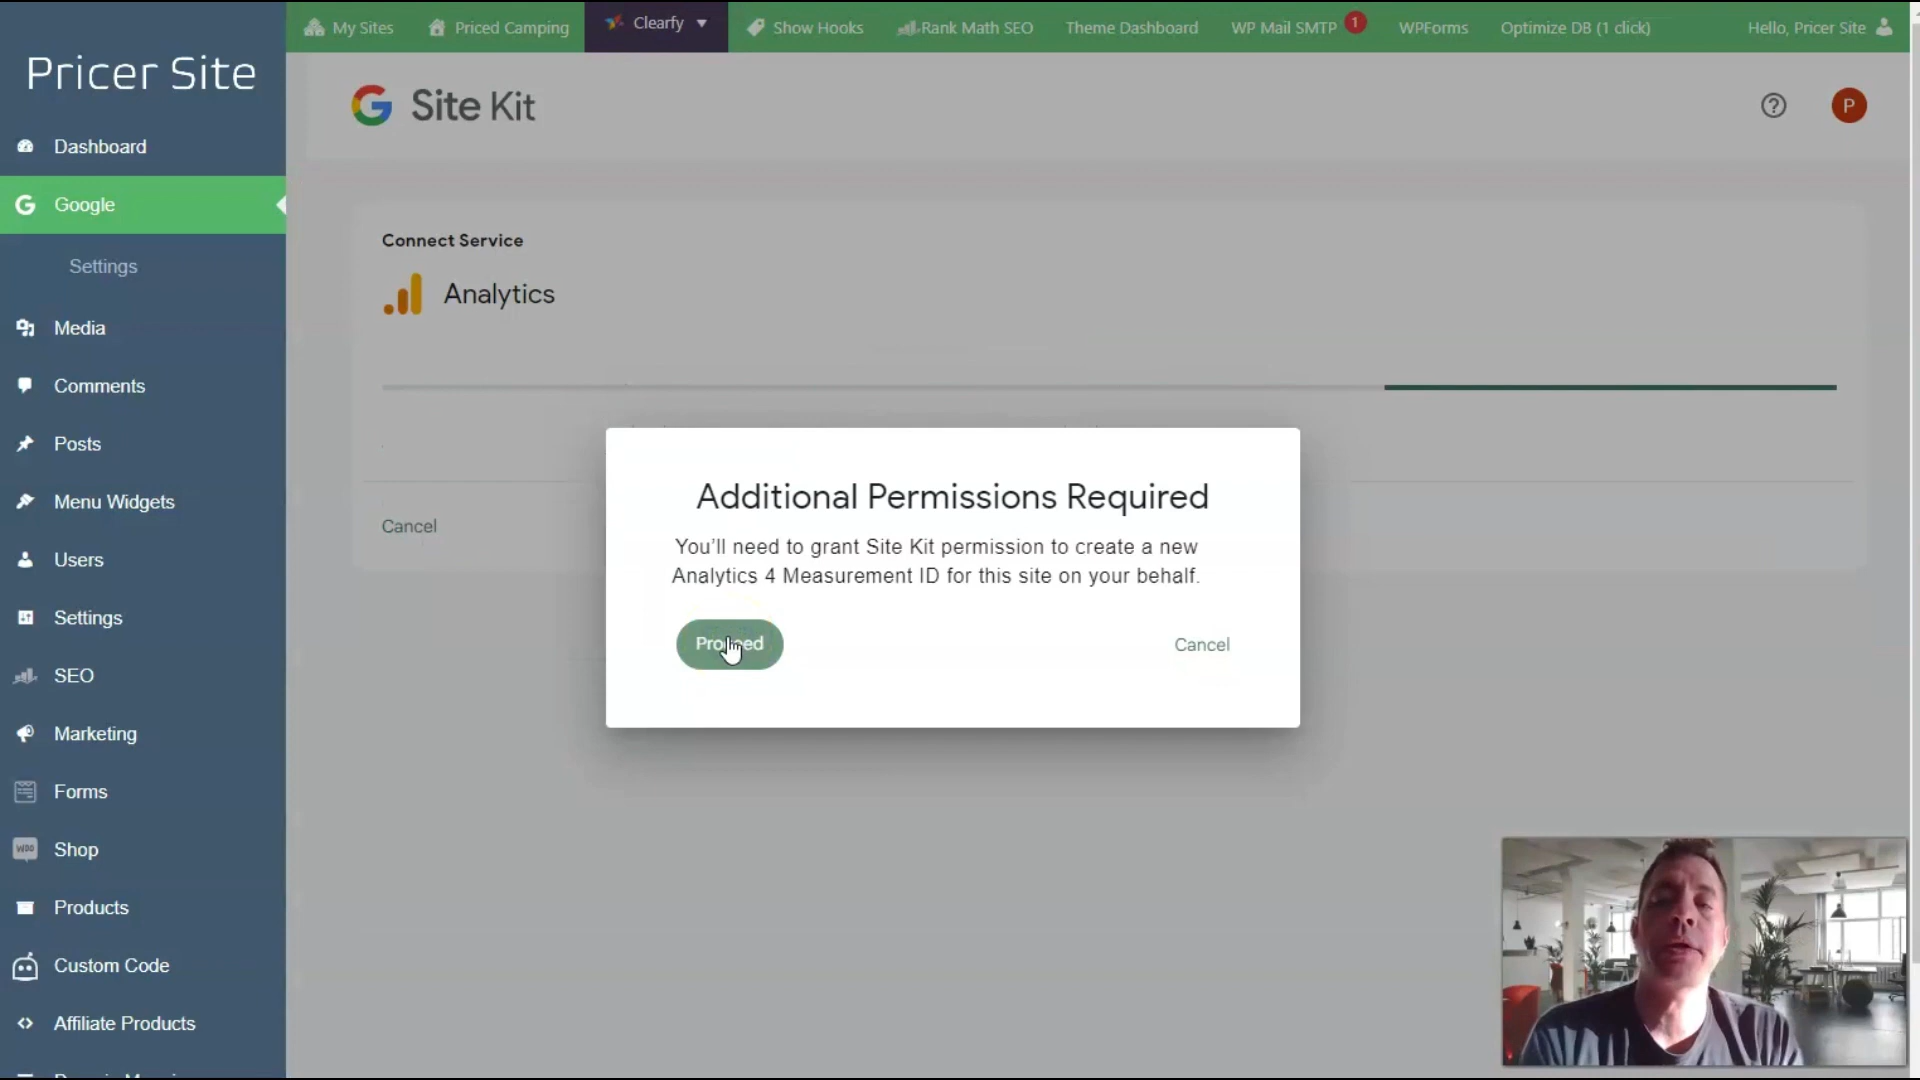 My Sites
Priced Camping
Clearfy
Show Hooks
Rank Math SEO
Theme Dashboard
WP Mail SMTP 1
WPForms
Optimize DB (1 click)
Hello, Pricer Site
Pricer Site
Dashboard
Google
Settings
Media
Comments
Posts
Menu Widgets
Users
Settings
SEO
Marketing
Forms
Shop
Products
Custom Code
Affiliate Products
Site Kit
P
Connect Service
Analytics
Cancel
Additional Permissions Required
You'll need to grant Site Kit permission to create a new
Analytics 4 Measurement ID for this site on your behalf.
Proceed
Cancel